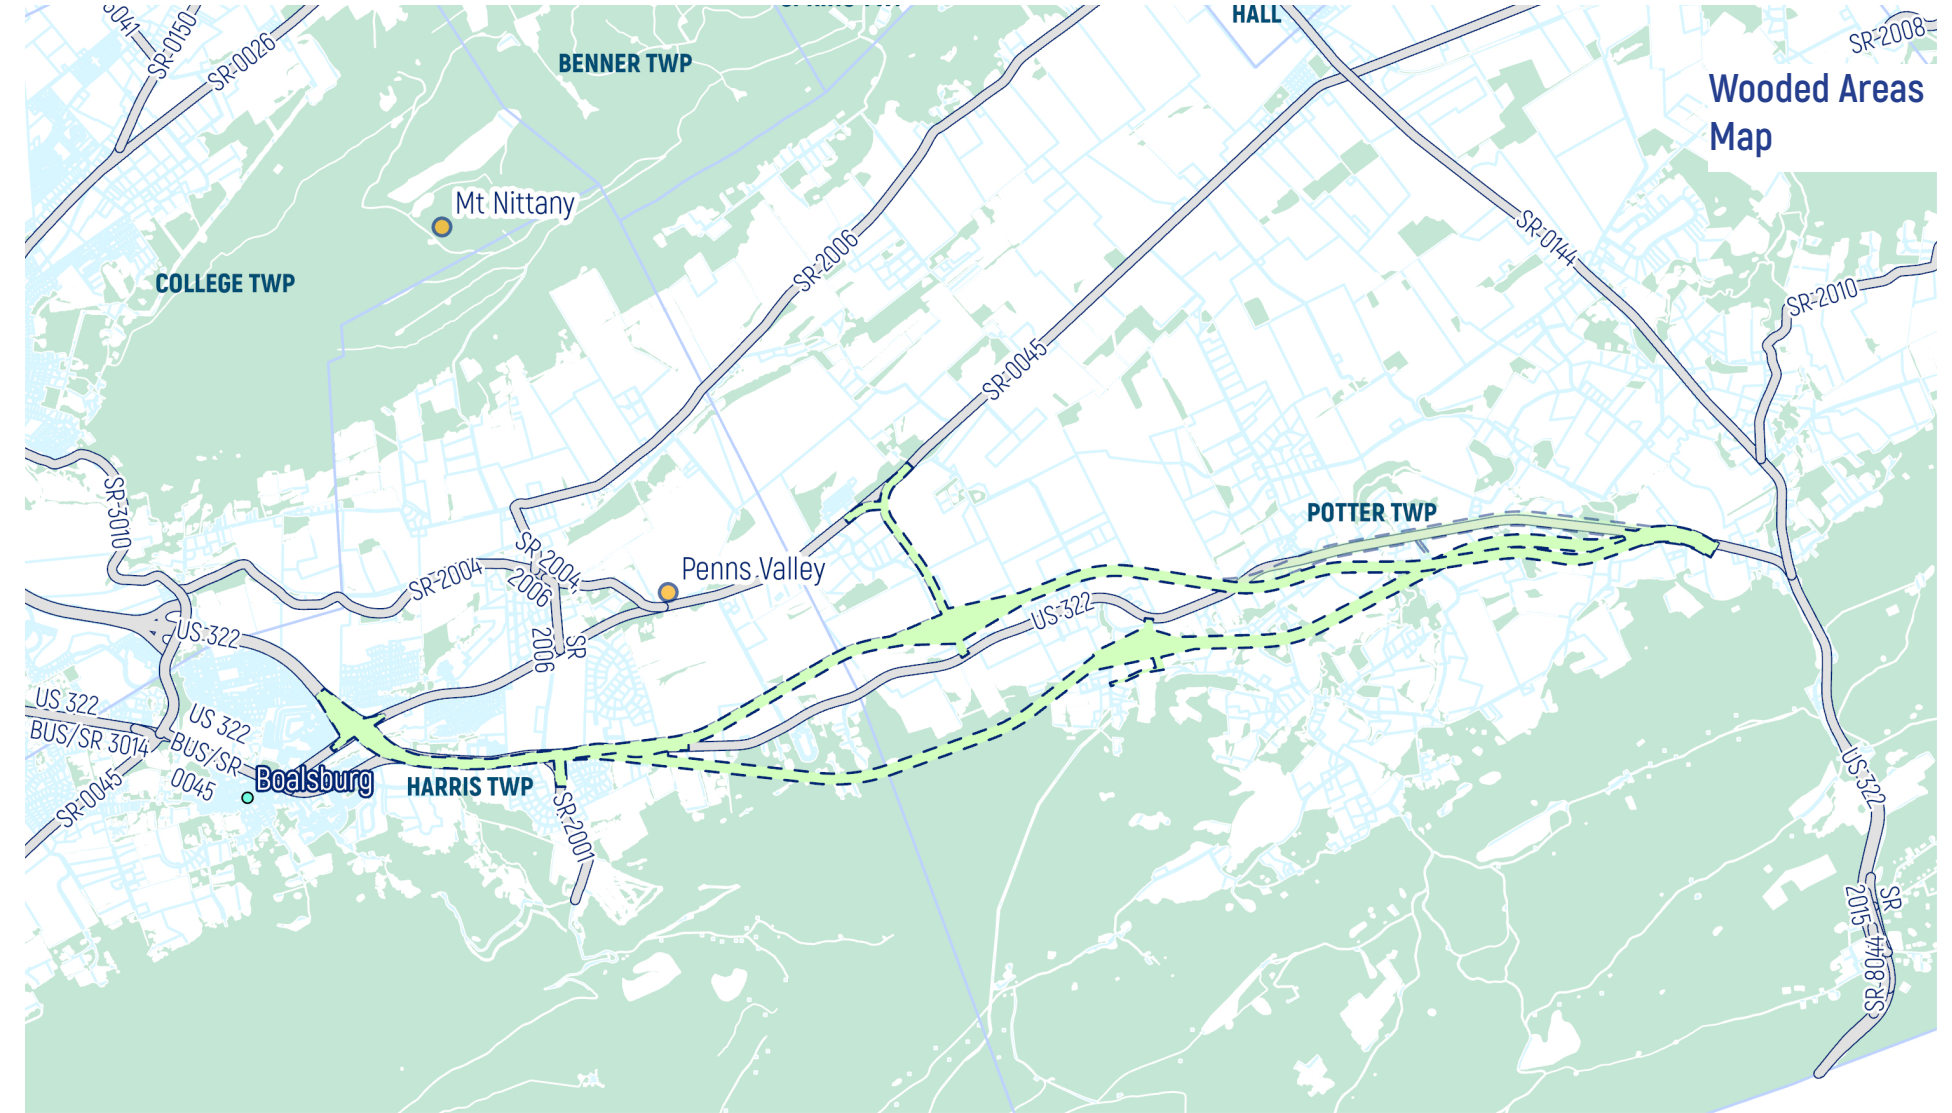 HALL
SR-2008
3041
SR-0150
SR-0026
BENNER TWP
Wooded Areas
Map
Mt Nittany
COLLEGE TWP
SR-2006
SR-0144
SR-2010
SR-0045
SR-3010
POTTER TWP
SR-2004
SR-2004,
2006
Penns Valley
US 322
SR
2006
US 322
US 322
BUS/SR 3014
US 322
BUS/SR
0045
Boalsburg
HARRIS TWP
SR-0045
SR-2001
US 322
SR
2015
SR-0844